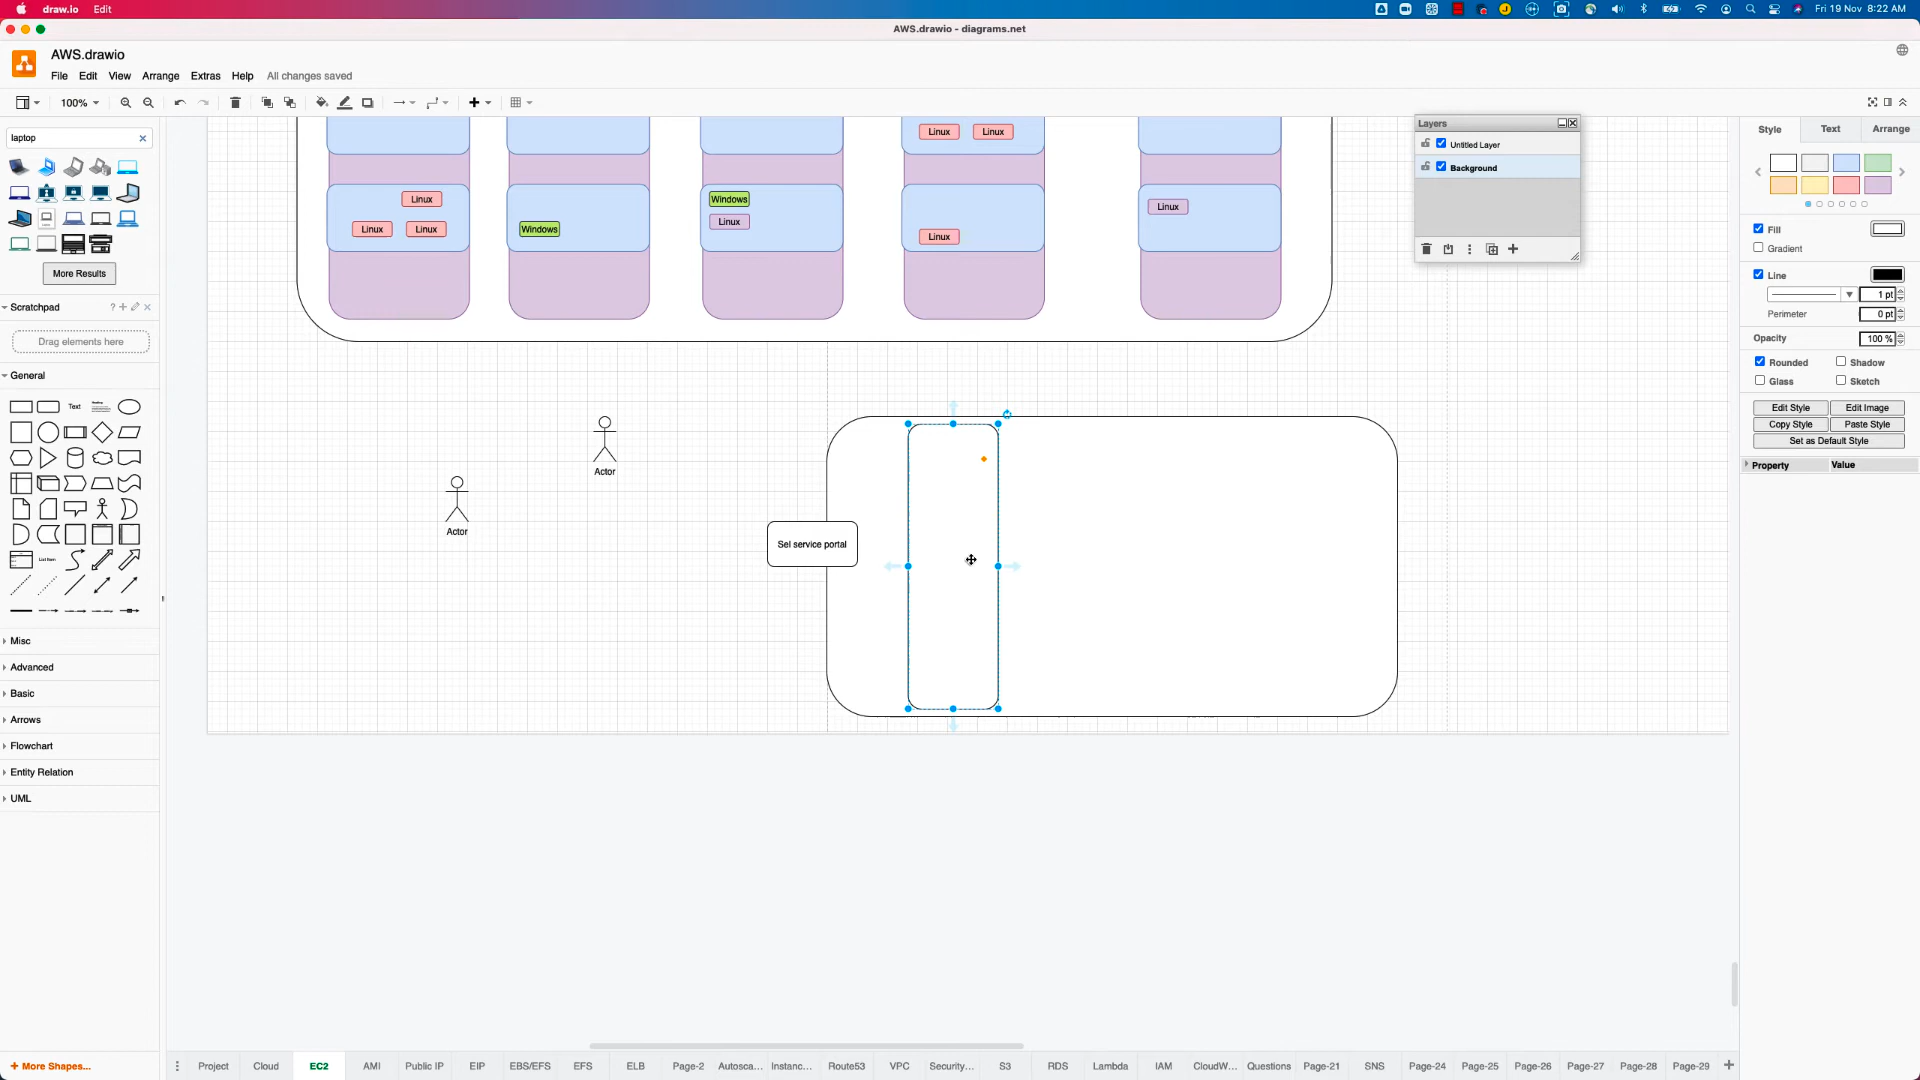 draw.io Edit Fri 19 Nov 8:22 AM
AWS.drawio - diagrams.net
AWS.drawio
File Edit View Arrange Extras Help All changes saved
100%
laptop
More Results
Scratchpad
?
Drag elements here
General
Text
Heading
List Item
Misc
Advanced
Basic
Arrows
Flowchart
Entity Relation
UML
More Shapes...
Linux Linux
Linux
Linux Linux
Windows
Windows
Linux
Linux
Linux
Actor
Actor
Sel service portal
Layers
Untitled Layer
Background
Style Text Arrange
Fill
Gradient
Line
1 pt
Perimeter 0 pt
Opacity 100 %
Rounded Shadow
Glass Sketch
Edit Style Edit Image
Copy Style Paste Style
Set as Default Style
Property Value
Project Cloud EC2 AMI Public IP EIP EBS/EFS EFS ELB Page-2 Autosca... Instanc... Route53 VPC Security... S3 RDS Lambda IAM CloudW... Questions Page-21 SNS Page-24 Page-25 Page-26 Page-27 Page-28 Page-29